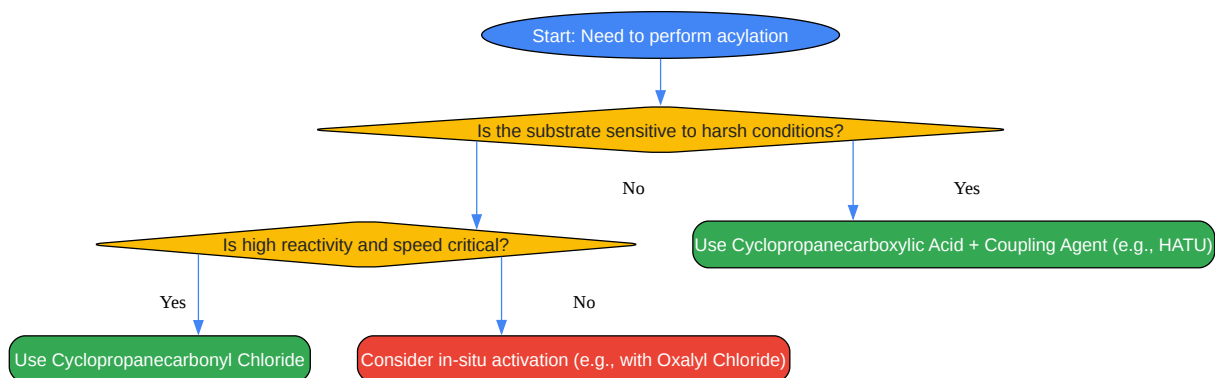 Start: Need to perform acylation
Is the substrate sensitive to harsh conditions?
No
Yes
Is high reactivity and speed critical?
Use Cyclopropanecarboxylic Acid + Coupling Agent (e.g., HATU)
Yes
No
Use Cyclopropanecarbonyl Chloride
Consider in-situ activation (e.g., with Oxalyl Chloride)